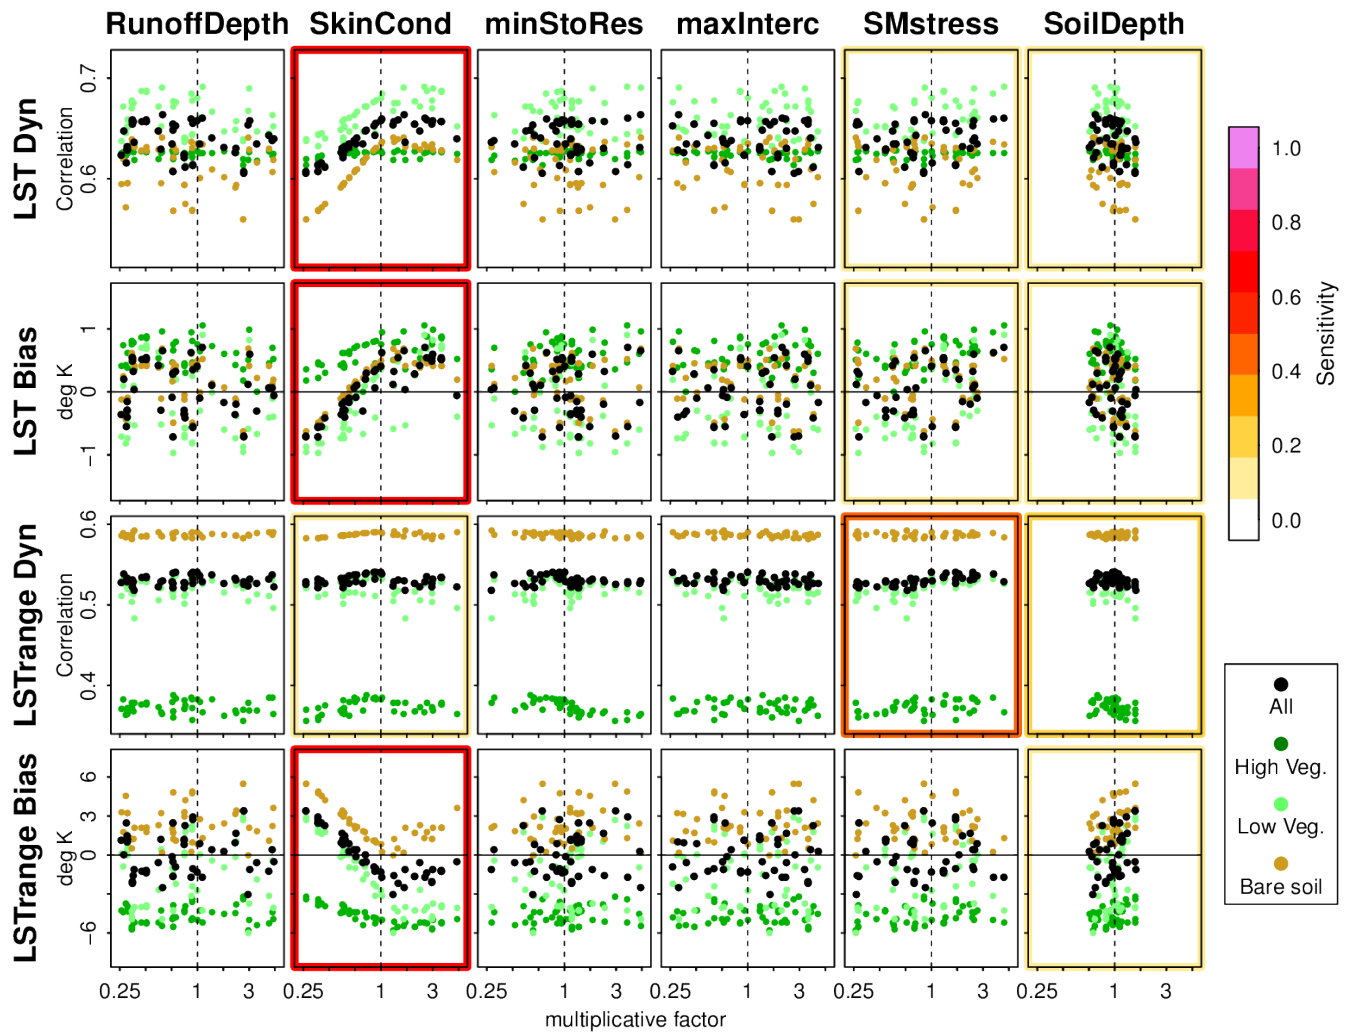 RunoffDepth SkinCond minStoRes maxInterc SMstress SoilDepth
LST Dyn
Correlation
0.7
0.6
LST Bias
deg K
1
0
−1
LSTrange Dyn
Correlation
0.6
0.5
0.4
LSTrange Bias
deg K
6
3
0
−6
0.25 1 3 0.25 1 3 0.25 1 3 0.25 1 3 0.25 1 3 0.25 1 3
multiplicative factor
1.0
0.8
0.6
0.4
0.2
0.0
Sensitivity
All
High Veg.
Low Veg.
Bare soil